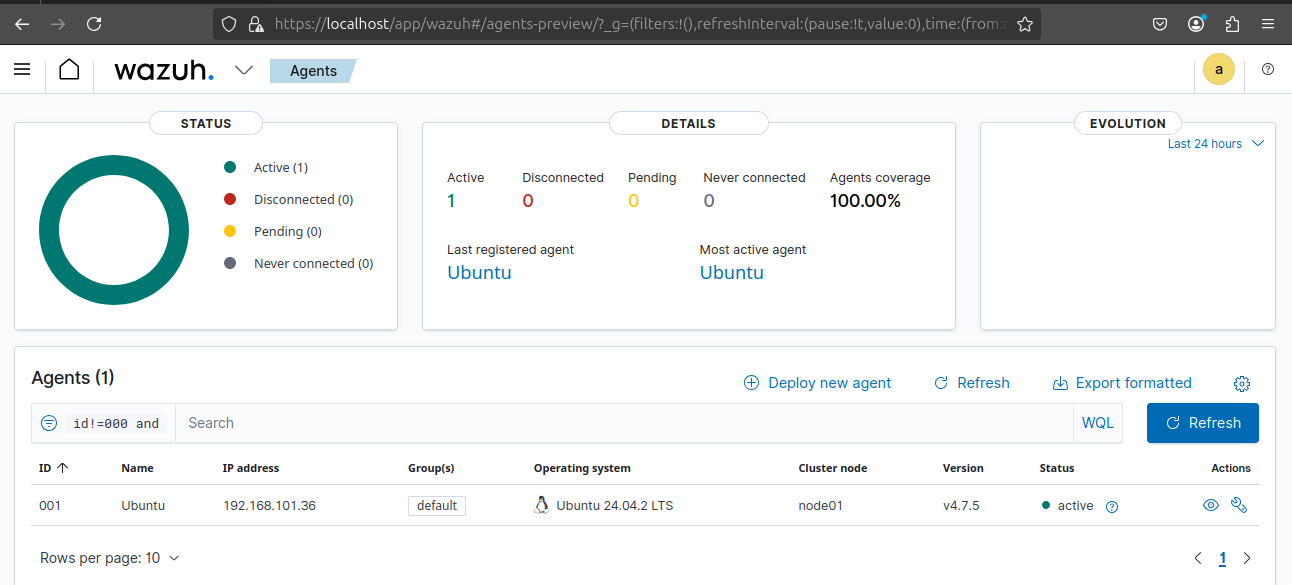 https://localhost/app/wazuh#/agents-preview/?_g=(filters:!(),refreshInterval:(pause:!t,value:0),time:(from:
wazuh. Agents a
STATUS
Active (1)
Disconnected (0)
Pending (0)
Never connected (0)
DETAILS
Active Disconnected Pending Never connected Agents coverage
1 0 0 0 100.00%
Last registered agent Most active agent
Ubuntu Ubuntu
EVOLUTION
Last 24 hours
Agents (1)
Deploy new agent Refresh Export formatted
id!=000 and Search WQL Refresh
ID Name IP address Group(s) Operating system Cluster node Version Status Actions
001 Ubuntu 192.168.101.36 default Ubuntu 24.04.2 LTS node01 v4.7.5 active
Rows per page: 10 1